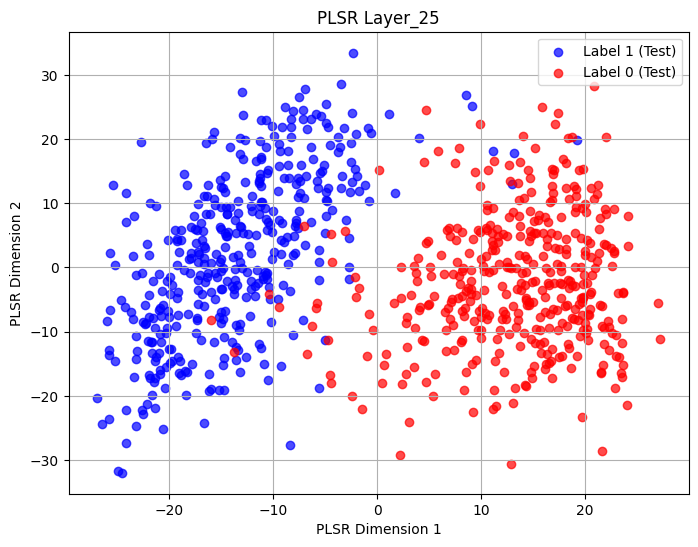 PLSR Layer_25
Label 1 (Test)
Label 0 (Test)
PLSR Dimension 2
30
20
10
0
−10
−20
−30
−20
−10
0
10
20
PLSR Dimension 1